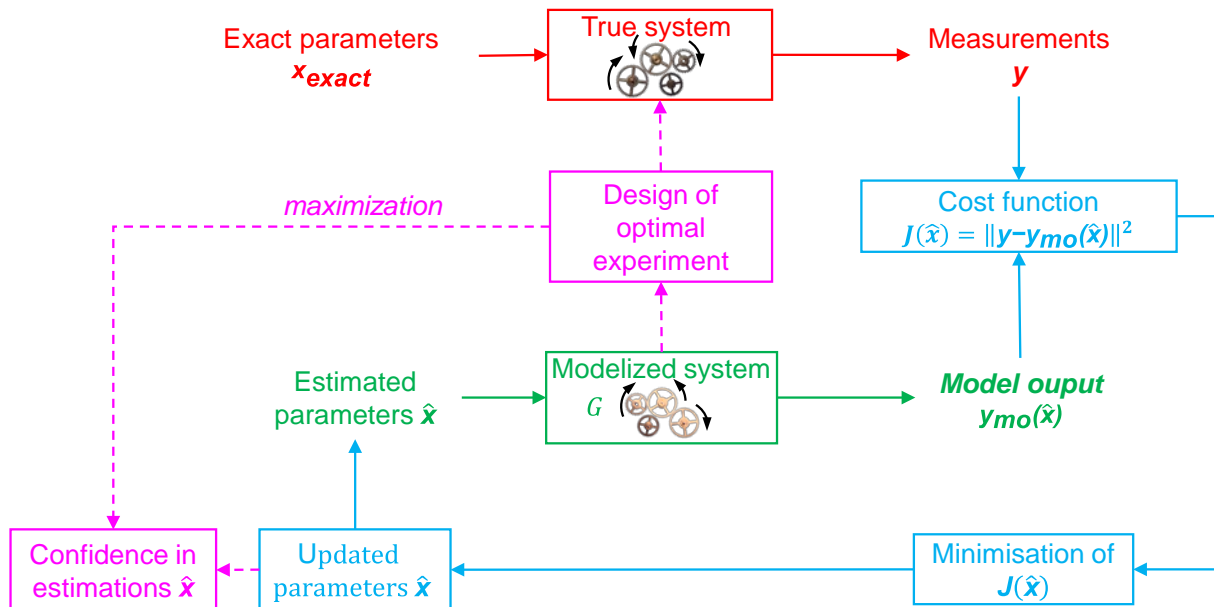 Exact parameters
x_exact
True system
Measurements
y
maximization
Design of
optimal
experiment
Cost function
J(x̂) = ‖y−y_mo(x̂)‖²
Estimated
parameters x̂
Modelized system
G
Model ouput
y_mo(x̂)
Confidence in
estimations x̂
Updated
parameters x̂
Minimisation of
J(x̂)